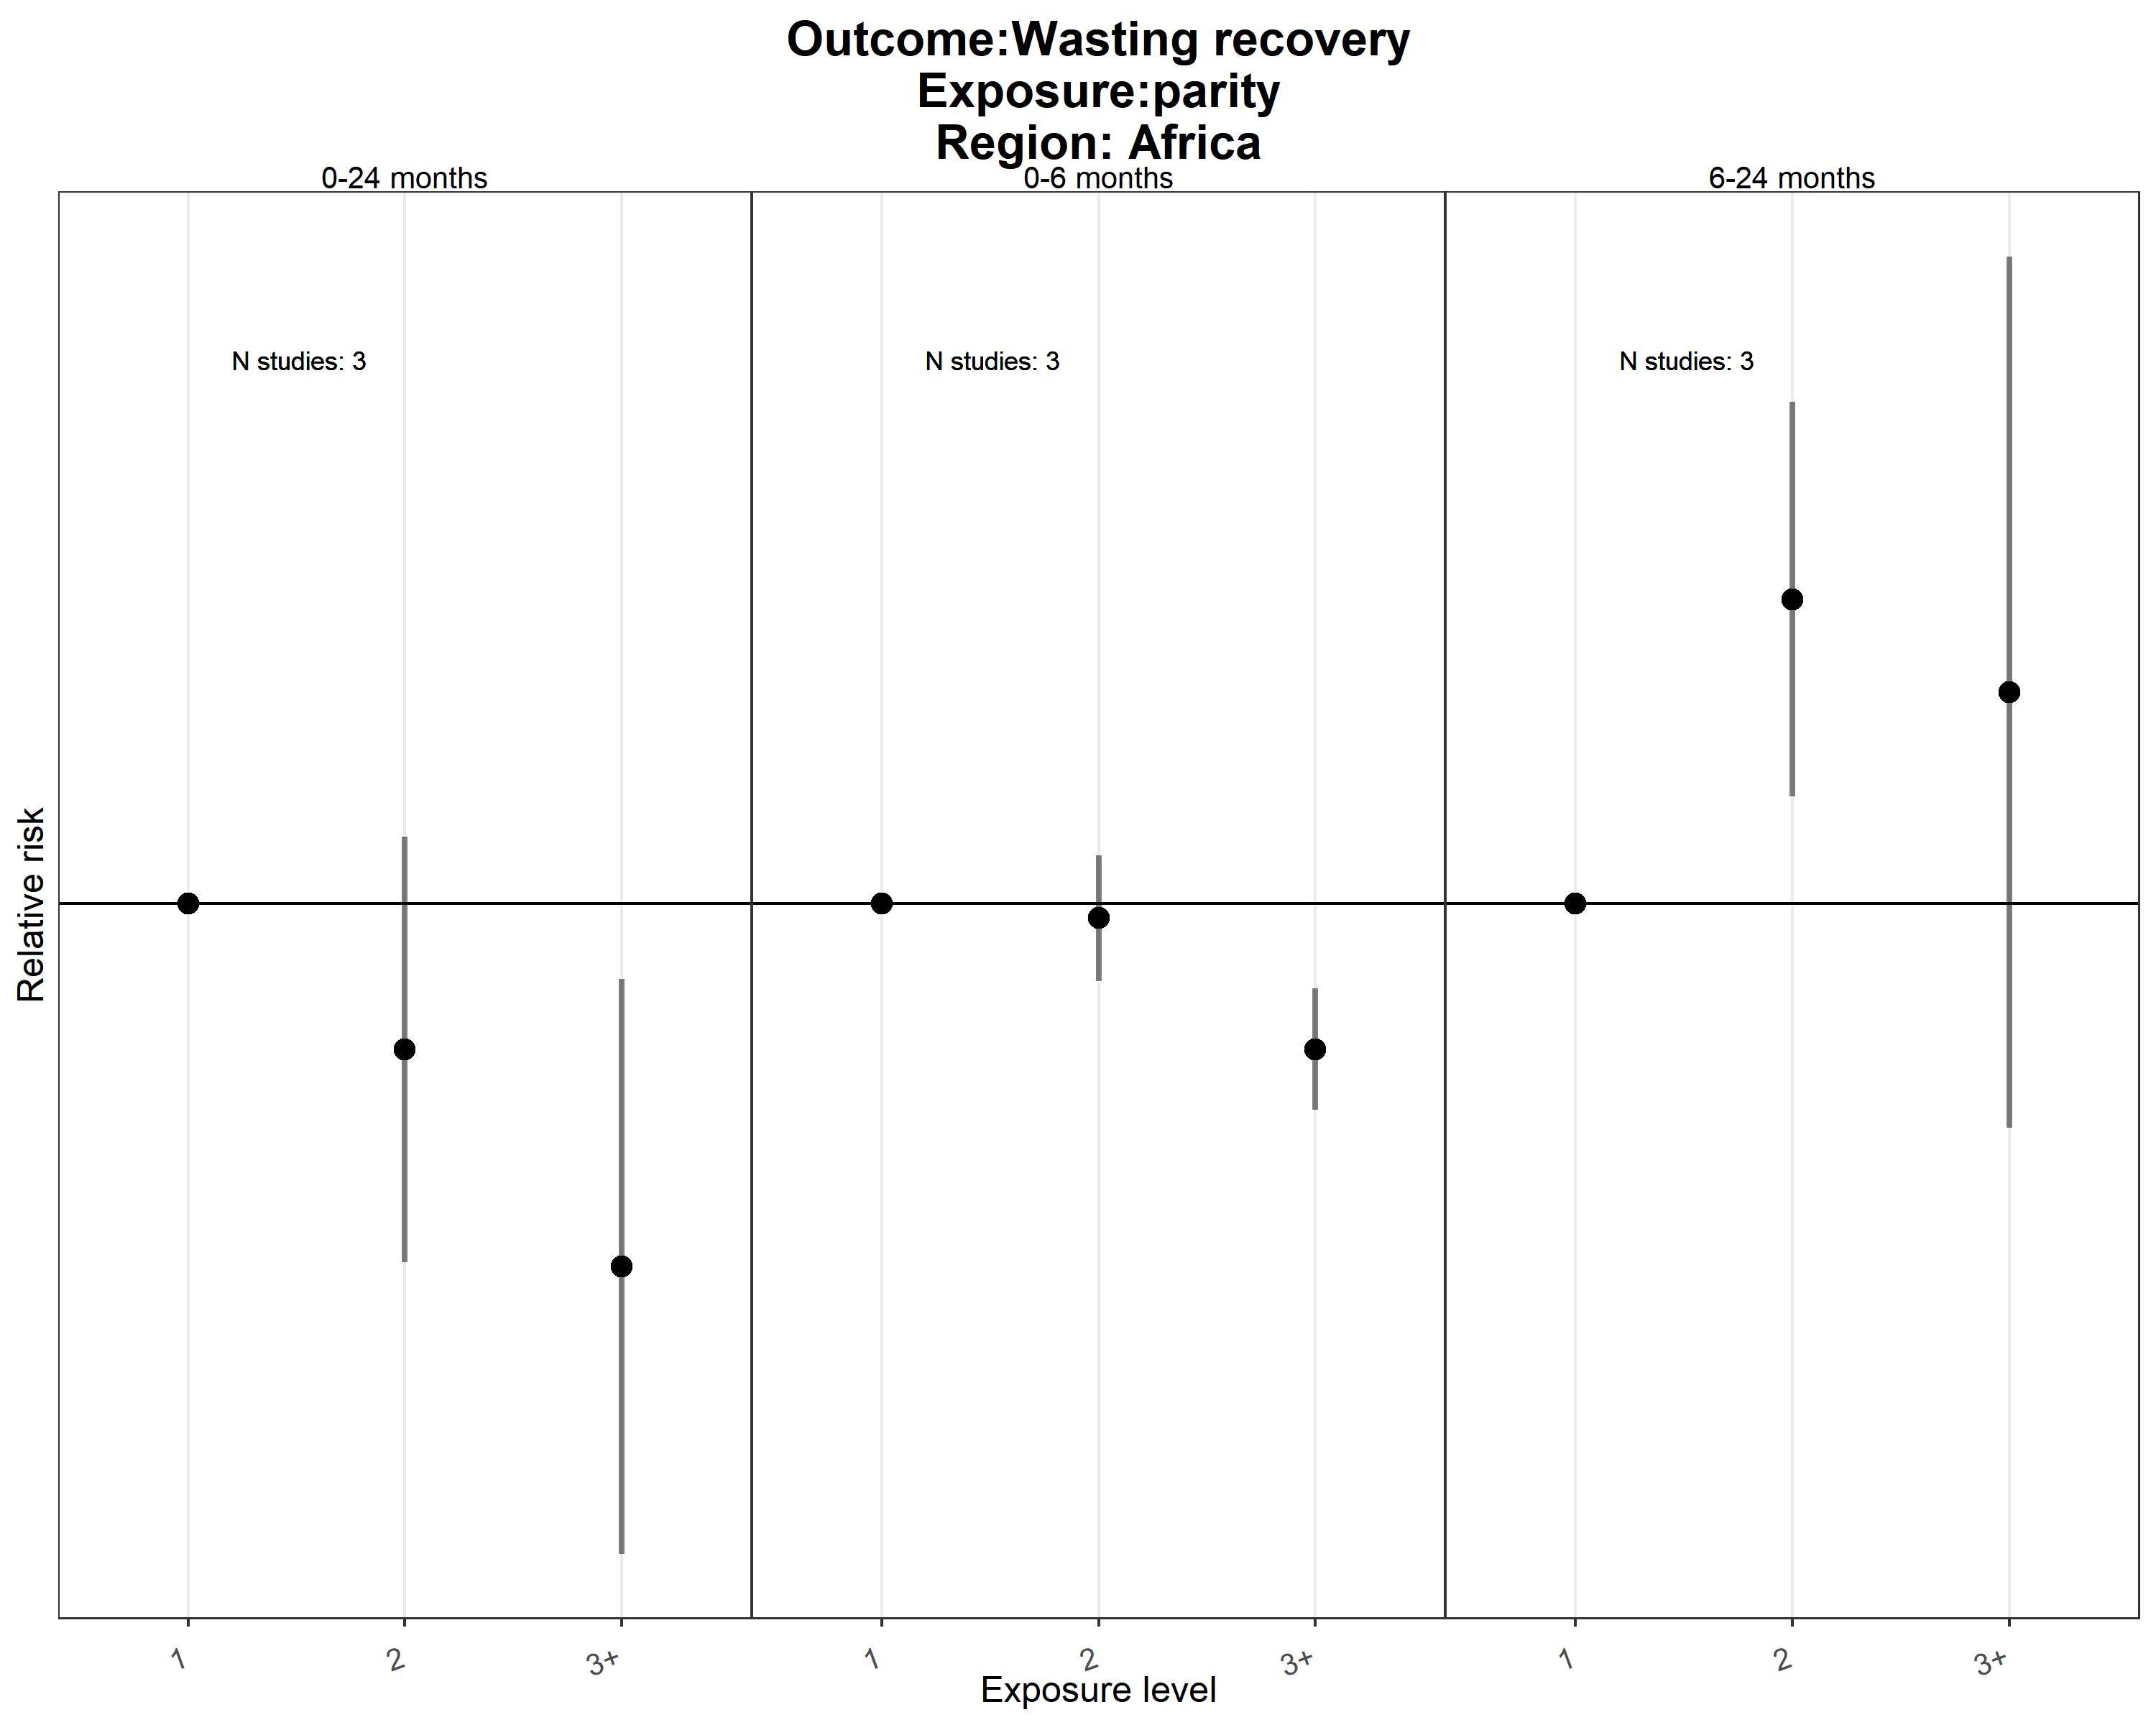 Outcome:Wasting recovery
Exposure:parity
Region: Africa
0-24 months
0-6 months
6-24 months
N studies: 3
N studies: 3
N studies: 3
Relative risk
1
2
3+
1
2
3+
1
2
3+
Exposure level